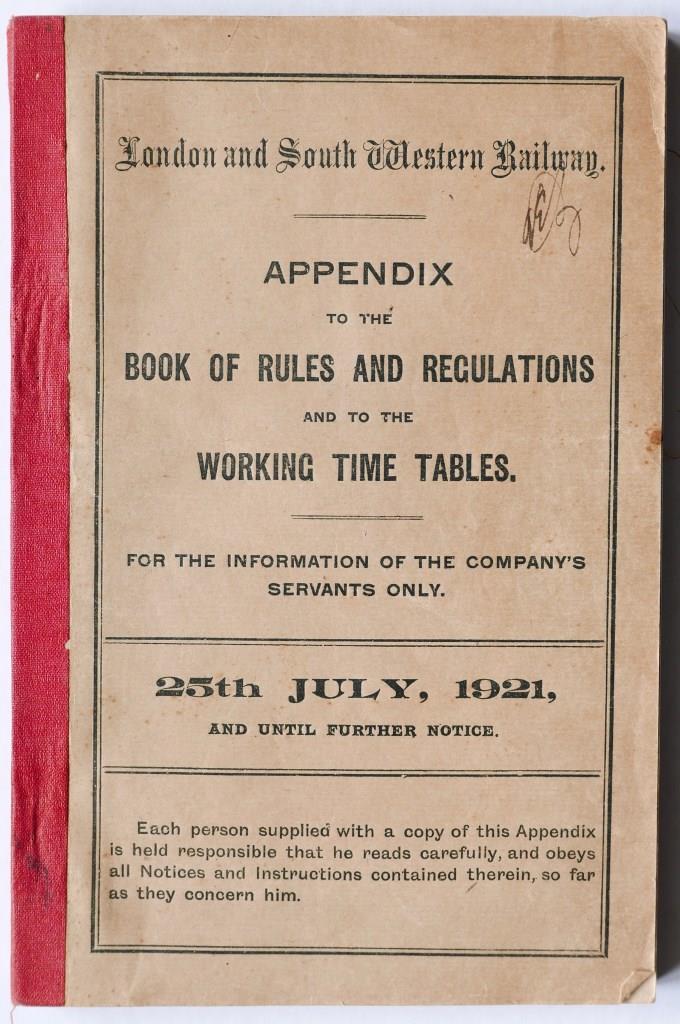 London and South Western Railway.
APPENDIX
TO THE
BOOK OF RULES AND REGULATIONS
AND TO THE
WORKING TIME TABLES.
FOR THE INFORMATION OF THE COMPANY'S
SERVANTS ONLY.
25th JULY, 1921,
AND UNTIL FURTHER NOTICE.
Each person supplied with a copy of this Appendix
is held responsible that he reads carefully, and obeys
all Notices and Instructions contained therein, so far
as they concern him.